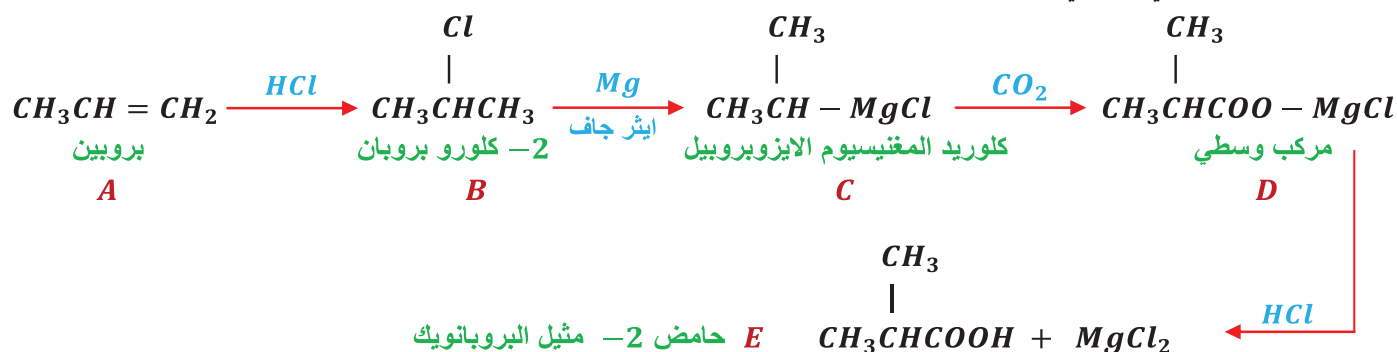 Cl CH₃ CH₃
| | |
CH₃CH = CH₂ HCl CH₃CHCH₃ Mg ايثر جاف CH₃CH − MgCl CO₂ CH₃CHCOO − MgCl
بروبين 2− كلورو بروبان كلوريد المغنيسيوم الايزوبروبيل مركب وسطي
A B C D
CH₃
|
حامض 2− مثيل البروبانويك E CH₃CHCOOH + MgCl₂ HCl